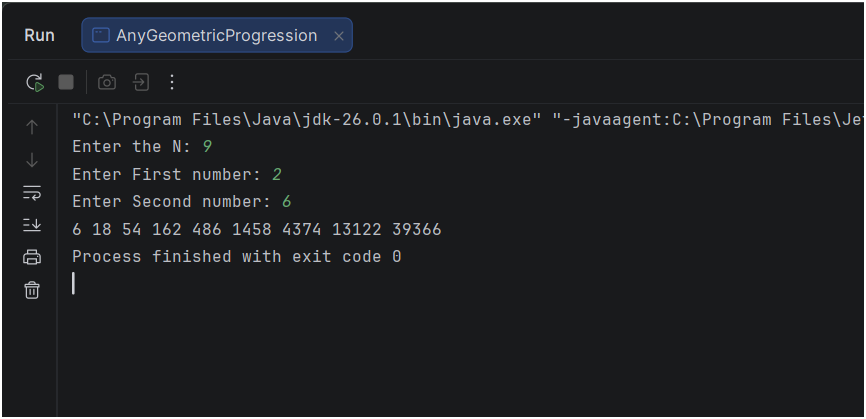 Run AnyGeometricProgression
"C:\Program Files\Java\jdk-26.0.1\bin\java.exe" "-javaagent:C:\Program Files\Je
Enter the N: 9
Enter First number: 2
Enter Second number: 6
6 18 54 162 486 1458 4374 13122 39366
Process finished with exit code 0